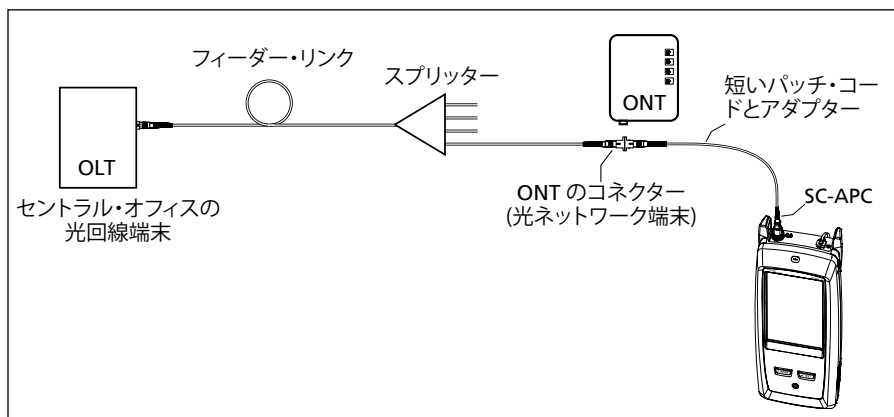 フィーダー・リンク
スプリッター
ONT
短いパッチ・コー
ドとアダプター
OLT
セントラル・オフィスの
光回線端末
ONT のコネクター
(光ネットワーク端末)
SC-APC